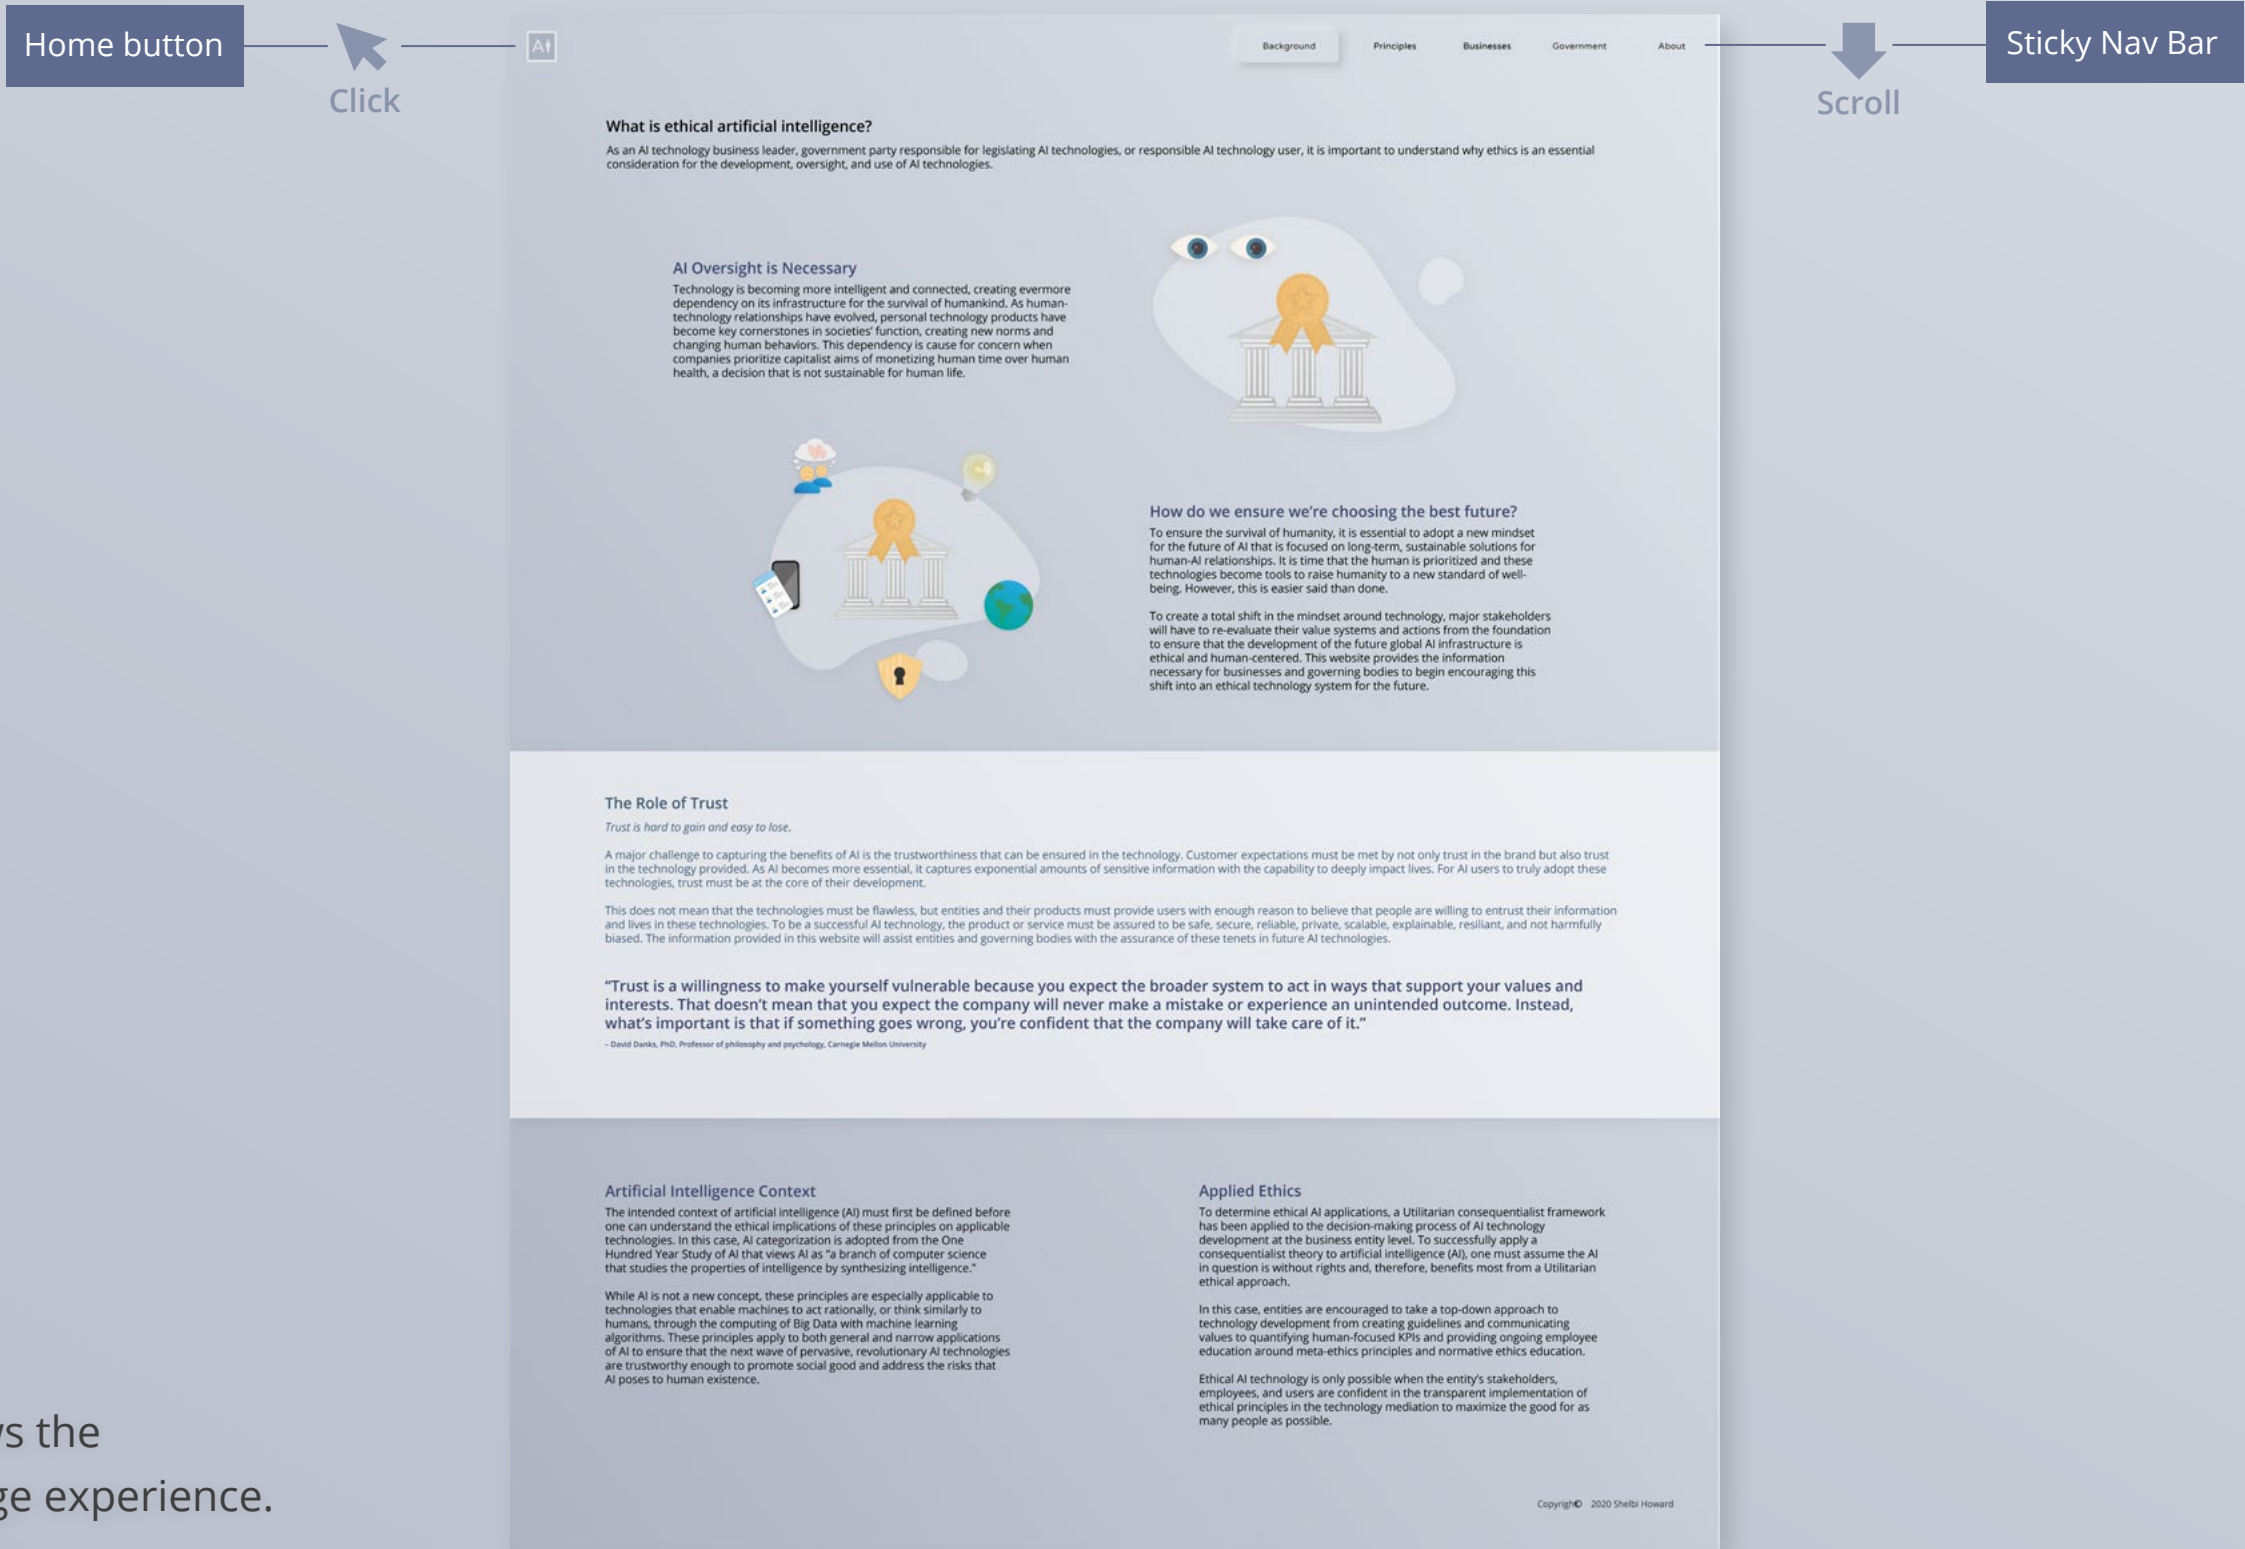 Home button
Click
Background
Principles
Businesses
Government
About
Scroll
Sticky Nav Bar
What is ethical artificial intelligence?
As an AI technology business leader, government party responsible for legislating AI technologies, or responsible AI technology user, it is important to understand why ethics is an essential
consideration for the development, oversight, and use of AI technologies.
AI Oversight is Necessary
Technology is becoming more intelligent and connected, creating evermore
dependency on its infrastructure for the survival of humankind. As human-
technology relationships have evolved, personal technology products have
become key cornerstones in societies’ function, creating new norms and
changing human behaviors. This dependency is cause for concern when
companies prioritize capitalist aims of monetizing human time over human
health, a decision that is not sustainable for human life.
How do we ensure we’re choosing the best future?
To ensure the survival of humanity, it is essential to adopt a new mindset
for the future of AI that is focused on long-term, sustainable solutions for
human-AI relationships. It is time that the human is prioritized and these
technologies become tools to raise humanity to a new standard of well-
being. However, this is easier said than done.
To create a total shift in the mindset around technology, major stakeholders
will have to re-evaluate their value systems and actions from the foundation
to ensure that the development of the future global AI infrastructure is
ethical and human-centered. This website provides the information
necessary for businesses and governing bodies to begin encouraging this
shift into an ethical technology system for the future.
The Role of Trust
Trust is hard to gain and easy to lose.
A major challenge to capturing the benefits of AI is the trustworthiness that can be ensured in the technology. Customer expectations must be met by not only trust in the brand but also trust
in the technology provided. As AI becomes more essential, it captures exponential amounts of sensitive information with the capability to deeply impact lives. For AI users to truly adopt these
technologies, trust must be at the core of their development.
This does not mean that the technologies must be flawless, but entities and their products must provide users with enough reason to believe that people are willing to entrust their information
and lives in these technologies. To be a successful AI technology, the product or service must be assured to be safe, secure, reliable, private, scalable, explainable, resiliant, and not harmfully
biased. The information provided in this website will assist entities and governing bodies with the assurance of these tenets in future AI technologies.
“Trust is a willingness to make yourself vulnerable because you expect the broader system to act in ways that support your values and
interests. That doesn’t mean that you expect the company will never make a mistake or experience an unintended outcome. Instead,
what’s important is that if something goes wrong, you’re confident that the company will take care of it.”
– David Danks, PhD, Professor of philosophy and psychology, Carnegie Mellon University
Artificial Intelligence Context
The intended context of artificial intelligence (AI) must first be defined before
one can understand the ethical implications of these principles on applicable
technologies. In this case, AI categorization is adopted from the One
Hundred Year Study of AI that views AI as “a branch of computer science
that studies the properties of intelligence by synthesizing intelligence.”
While AI is not a new concept, these principles are especially applicable to
technologies that enable machines to act rationally, or think similarly to
humans, through the computing of Big Data with machine learning
algorithms. These principles apply to both general and narrow applications
of AI to ensure that the next wave of pervasive, revolutionary AI technologies
are trustworthy enough to promote social good and address the risks that
AI poses to human existence.
Applied Ethics
To determine ethical AI applications, a Utilitarian consequentialist framework
has been applied to the decision-making process of AI technology
development at the business entity level. To successfully apply a
consequentialist theory to artificial intelligence (AI), one must assume the AI
in question is without rights and, therefore, benefits most from a Utilitarian
ethical approach.
In this case, entities are encouraged to take a top-down approach to
technology development from creating guidelines and communicating
values to quantifying human-focused KPIs and providing ongoing employee
education around meta-ethics principles and normative ethics education.
Ethical AI technology is only possible when the entity’s stakeholders,
employees, and users are confident in the transparent implementation of
ethical principles in the technology mediation to maximize the good for as
many people as possible.
the
experience.
Copyright© 2020 Shelbi Howard